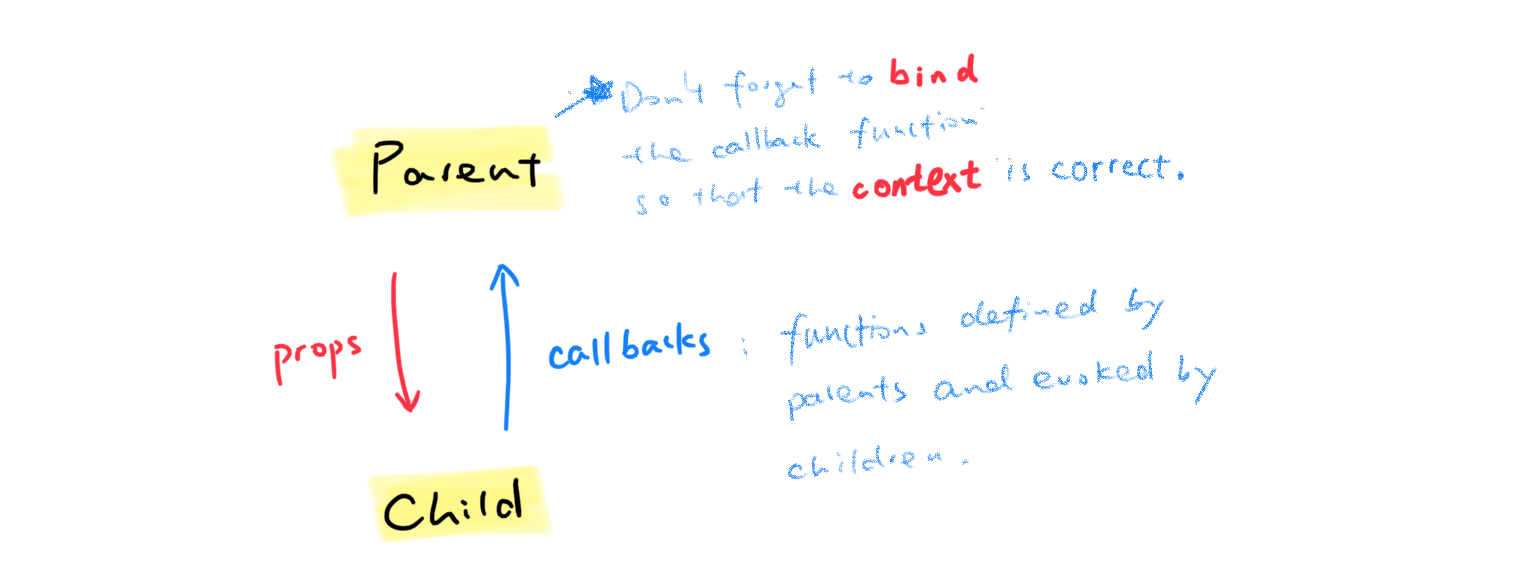 Don't forget to bind
the callback function
so that the context is correct.
Parent
props
callbacks : functions defined by
parents and evoked by
children.
Child